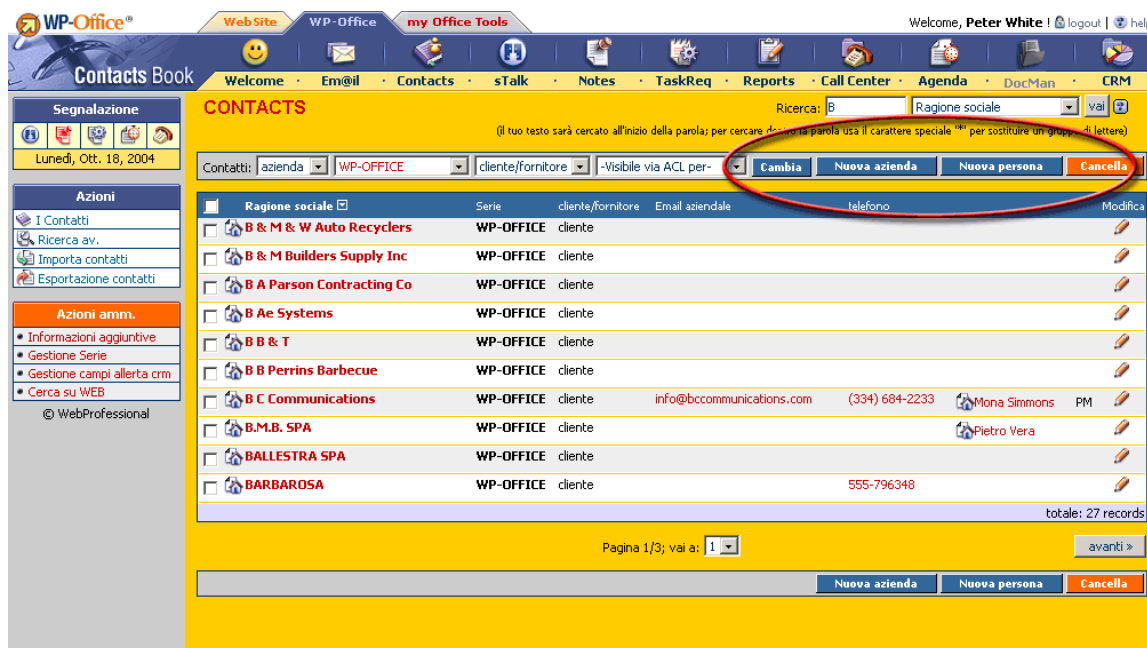 WP-Office®
WebSite
WP-Office
my Office Tools
Welcome, Peter White ! logout | hel
Contacts Book
Welcome · Em@il · Contacts · sTalk · Notes · TaskReq · Reports · Call Center · Agenda · DocMan · CRM
Segnalazione
Lunedì, Ott. 18, 2004
CONTACTS
Ricerca: B Ragione sociale vai
(il tuo testo sarà cercato all'inizio della parola; per cercare dentro la parola usa il carattere speciale "*" per sostituire un gruppo di lettere)
Contatti: azienda WP-OFFICE cliente/fornitore -Visibile via ACL per- Cambia Nuova azienda Nuova persona Cancella
Azioni
I Contatti
Ricerca av.
Importa contatti
Esportazione contatti
Azioni amm.
Informazioni aggiuntive
Gestione Serie
Gestione campi allerta crm
Cerca su WEB
© WebProfessional
Ragione sociale Serie cliente/fornitore Email aziendale telefono Modifica
B & M & W Auto Recyclers WP-OFFICE cliente
B & M Builders Supply Inc WP-OFFICE cliente
B A Parson Contracting Co WP-OFFICE cliente
B Ae Systems WP-OFFICE cliente
B B & T WP-OFFICE cliente
B B Perrins Barbecue WP-OFFICE cliente
B C Communications WP-OFFICE cliente info@bccommunications.com (334) 684-2233 Mona Simmons PM
B.M.B. SPA WP-OFFICE cliente Pietro Vera
BALLESTRA SPA WP-OFFICE cliente
BARBAROSA WP-OFFICE cliente 555-796348
totale: 27 records
Pagina 1/3; vai a: 1 avanti »
Nuova azienda Nuova persona Cancella